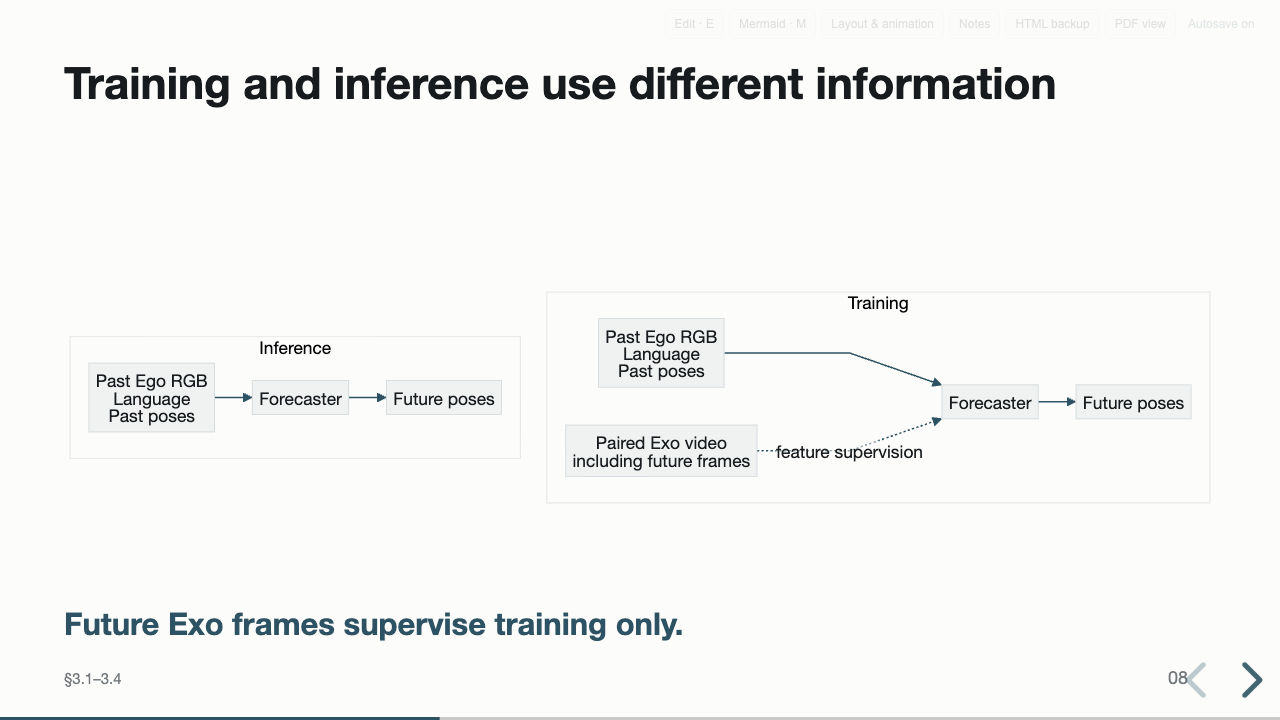 Edit · E
Mermaid · M
Layout & animation
Notes
HTML backup
PDF view
Autosave on
Training and inference use different information
Inference
Past Ego RGB
Language
Past poses
Forecaster
Future poses
Training
Past Ego RGB
Language
Past poses
Paired Exo video
including future frames
feature supervision
Forecaster
Future poses
Future Exo frames supervise training only.
§3.1–3.4
08